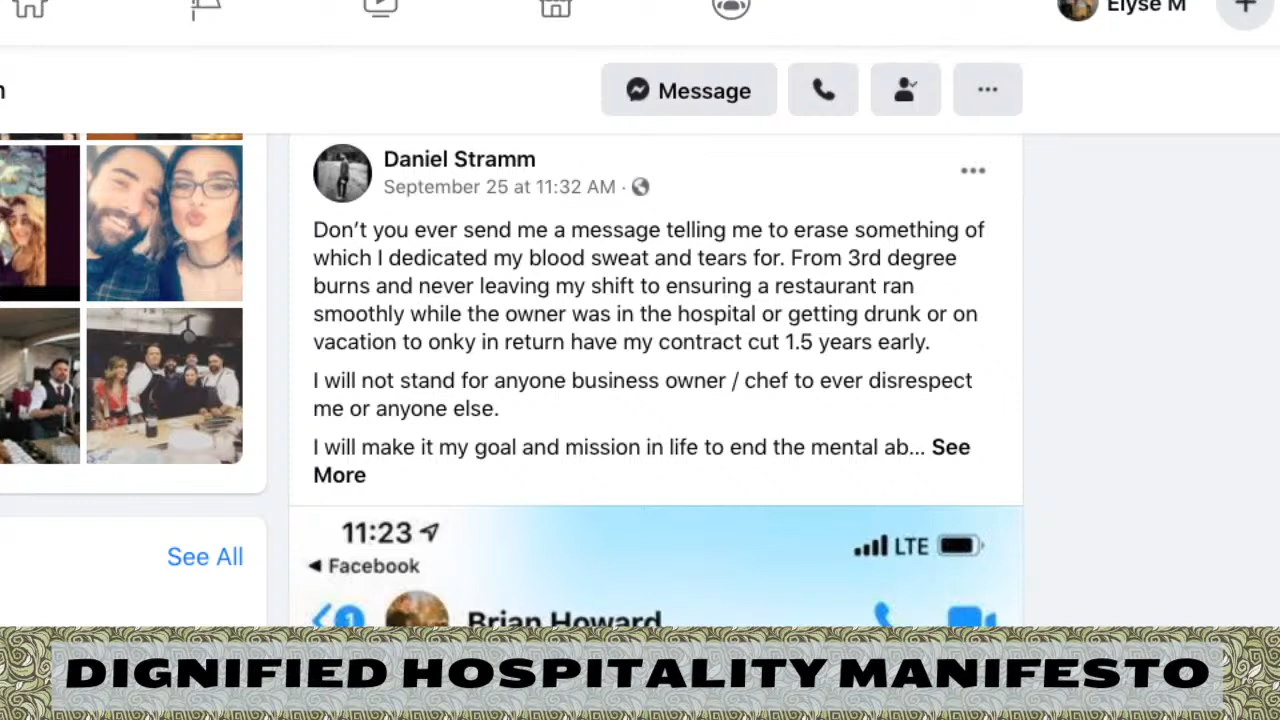 Elyse M
Message
Daniel Stramm
September 25 at 11:32 AM ·
Don’t you ever send me a message telling me to erase something of
which I dedicated my blood sweat and tears for. From 3rd degree
burns and never leaving my shift to ensuring a restaurant ran
smoothly while the owner was in the hospital or getting drunk or on
vacation to onky in return have my contract cut 1.5 years early.
I will not stand for anyone business owner / chef to ever disrespect
me or anyone else.
I will make it my goal and mission in life to end the mental ab... See
More
See All
11:23
LTE
Facebook
1
Brian Howard
DIGNIFIED HOSPITALITY MANIFESTO